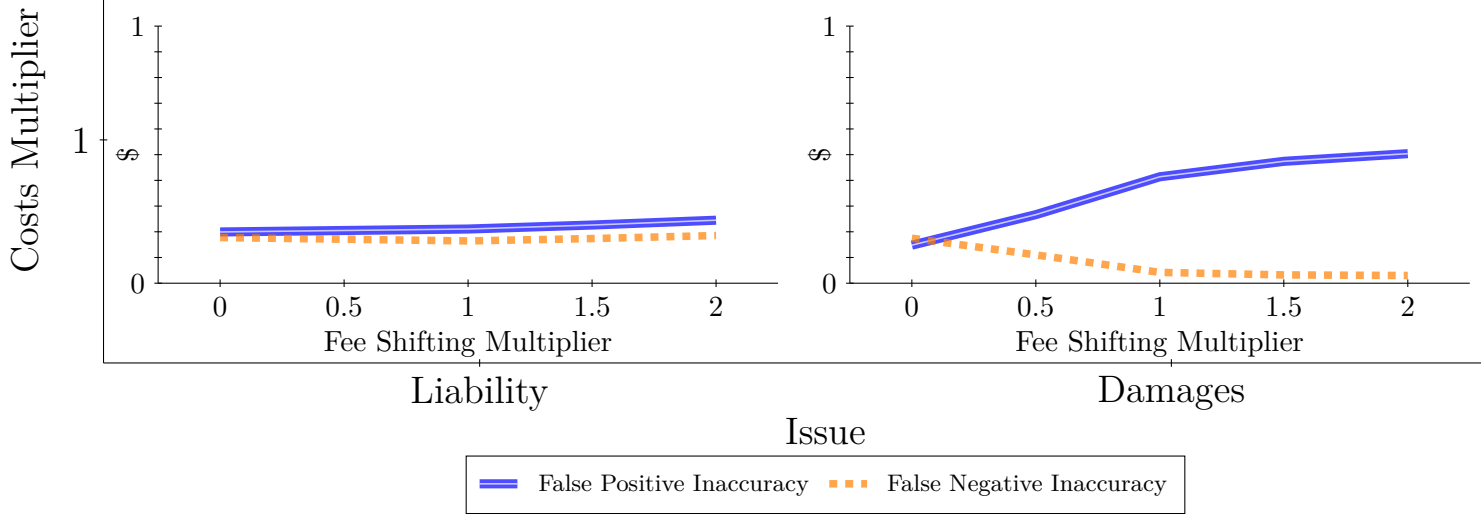 Costs Multiplier
1
1
$
0
0 0.5 1 1.5 2
Fee Shifting Multiplier
1
$
0
0 0.5 1 1.5 2
Fee Shifting Multiplier
Liability
Damages
Issue
False Positive Inaccuracy
False Negative Inaccuracy